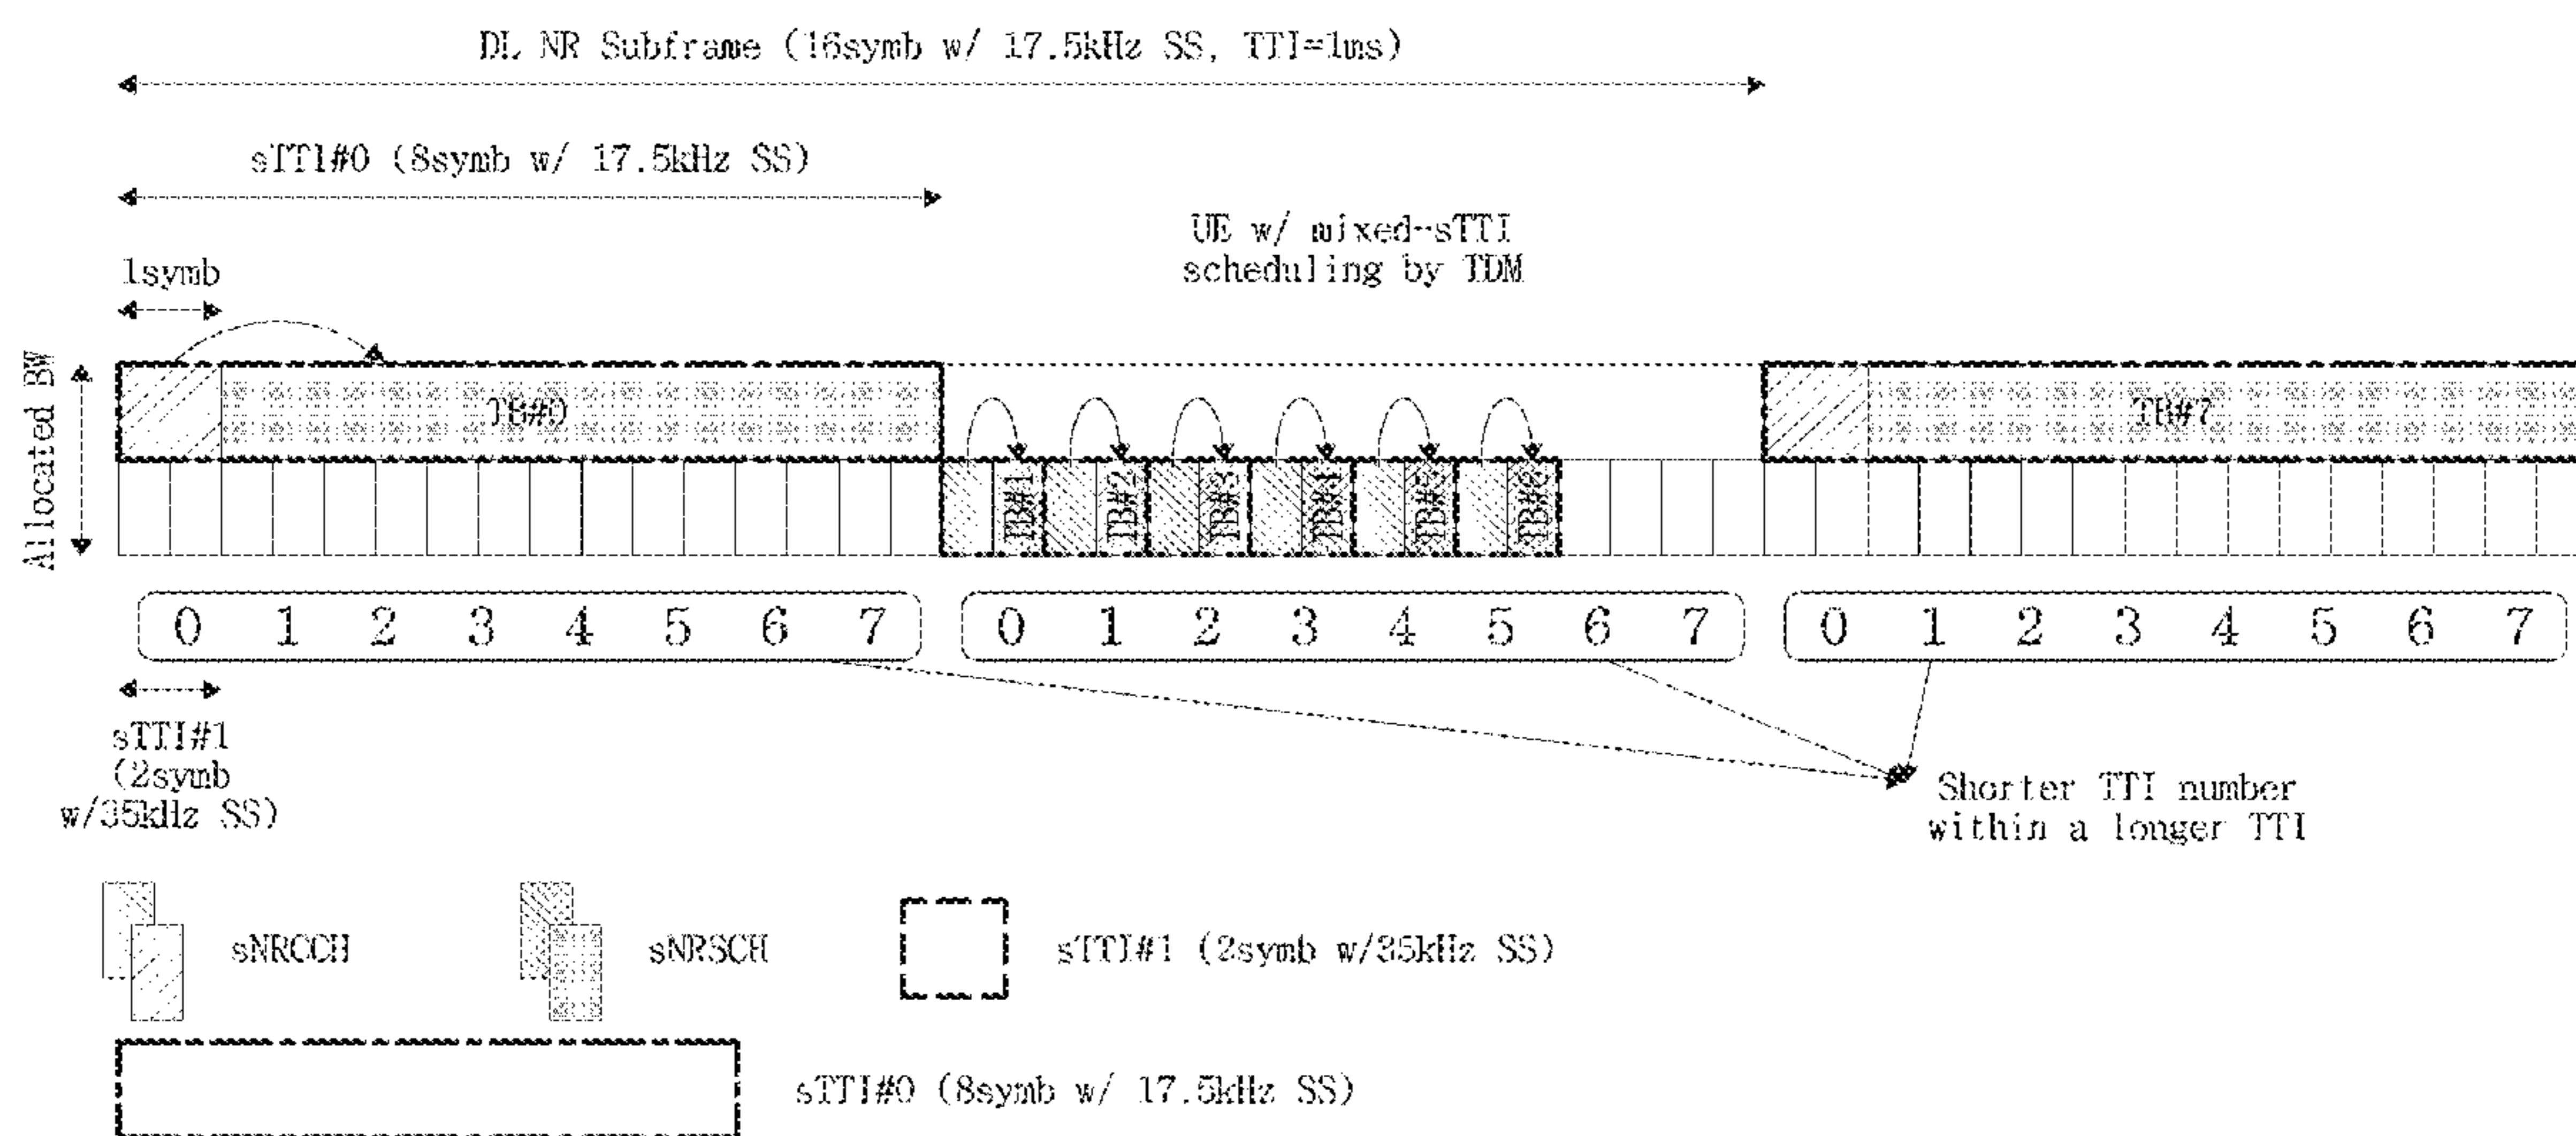 DL NR Subframe (16symb w/ 17.5kHz SS, TTI=1ms)
sTTI#0 (8symb w/ 17.5kHz SS)
UE w/ mixed-sTTI
scheduling by TDM
1symb
Allocated BW
TB#0
TB#7
TB#1
TB#2
TB#3
TB#4
TB#5
TB#6
0 1 2 3 4 5 6 7
0 1 2 3 4 5 6 7
0 1 2 3 4 5 6 7
sTTI#1
(2symb
w/35kHz SS)
Shorter TTI number
within a longer TTI
sNRCCH
sNRSCH
sTTI#1 (2symb w/35kHz SS)
sTTI#0 (8symb w/ 17.5kHz SS)